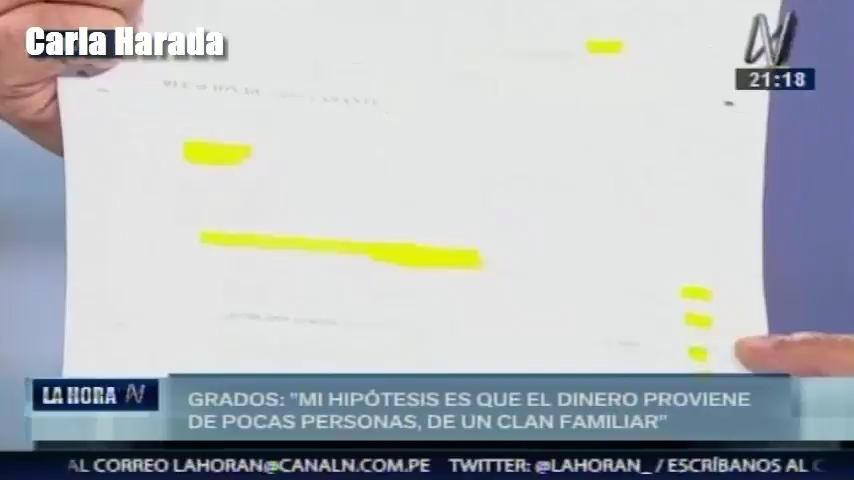 Carla Harada
N
21:18
LA HORA N
GRADOS: "MI HIPÓTESIS ES QUE EL DINERO PROVIENE
DE POCAS PERSONAS, DE UN CLAN FAMILIAR"
AL CORREO LAHORAN@CANALN.COM.PE TWITTER: @LAHORAN_ / ESCRÍBANOS AL C